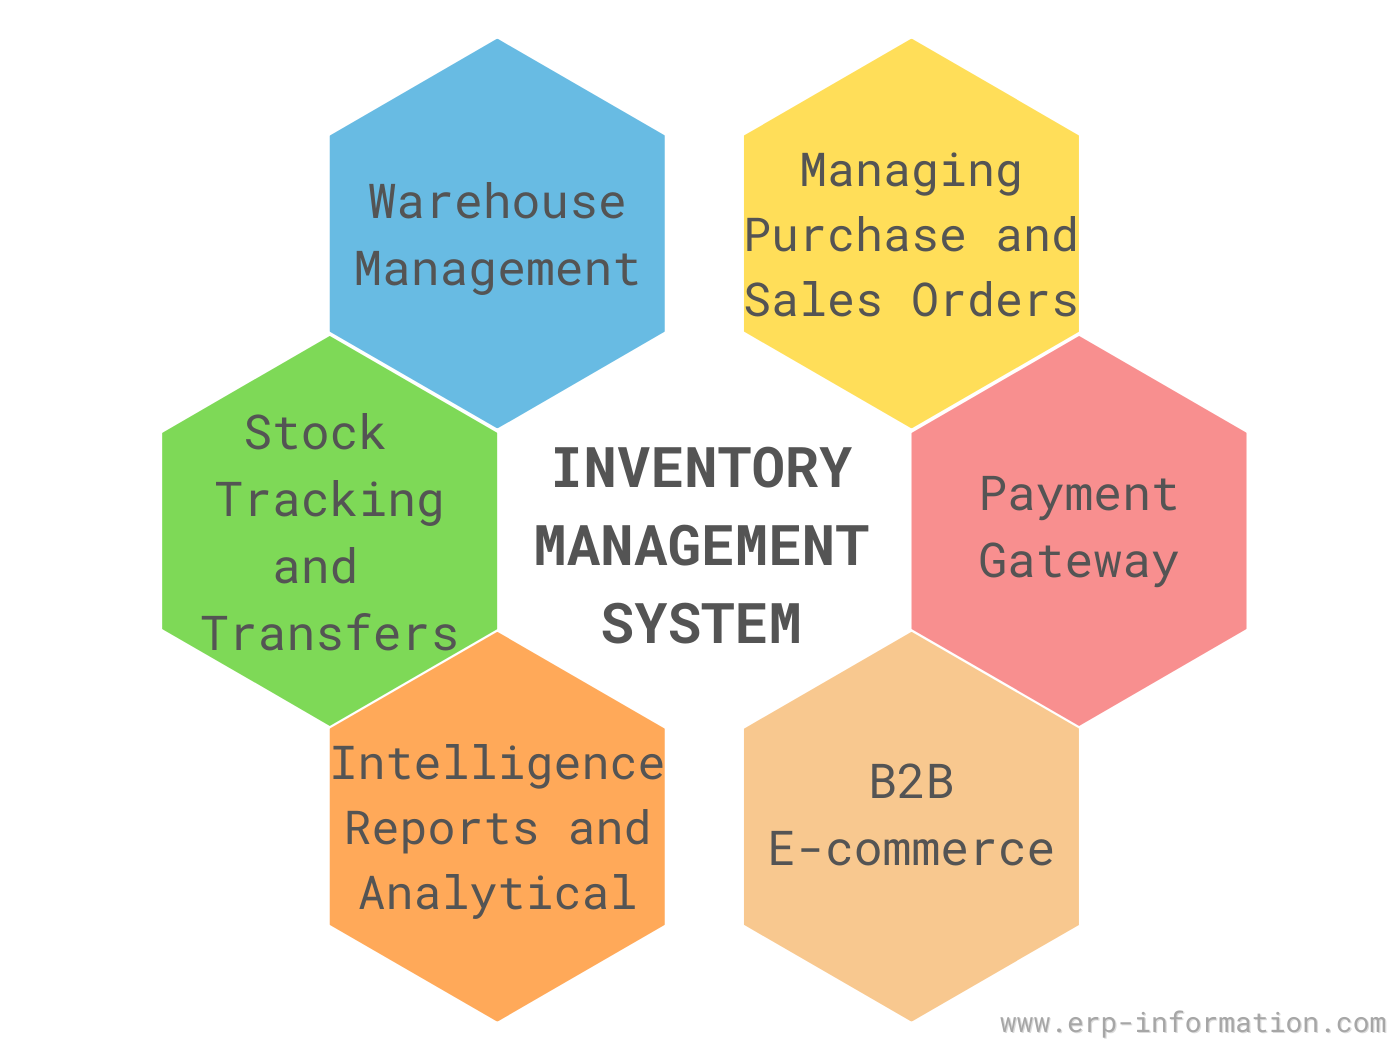 Warehouse
Management
Managing
Purchase and
Sales Orders
Stock
Tracking
and
Transfers
INVENTORY
MANAGEMENT
SYSTEM
Payment
Gateway
Intelligence
Reports and
Analytical
B2B
E-commerce
www.erp-information.com